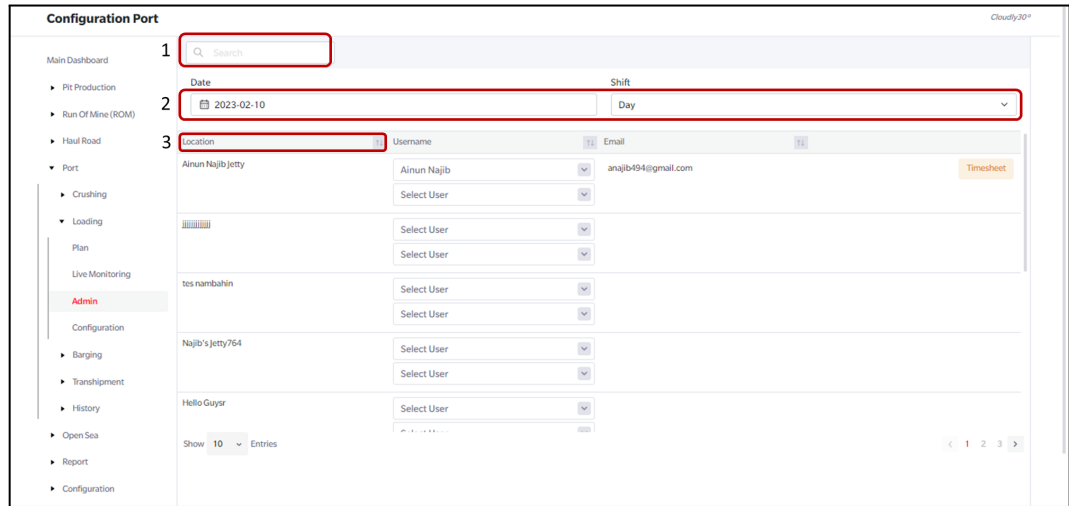 Configuration Port
Cloudly30°
Main Dashboard
Pit Production
Run Of Mine (ROM)
Haul Road
Port
Crushing
Loading
Plan
Live Monitoring
Admin
Configuration
Barging
Transhipment
History
Open Sea
Report
Configuration
1
Search
Date
Shift
2
2023-02-10
Day
3
Location
Username
Email
Ainun Najib Jetty
Ainun Najib
anajib494@gmail.com
Timesheet
Select User
Select User
Select User
tes nambahin
Select User
Select User
Najib's Jetty764
Select User
Select User
Hello Guysr
Select User
Show 10 Entries
1 2 3